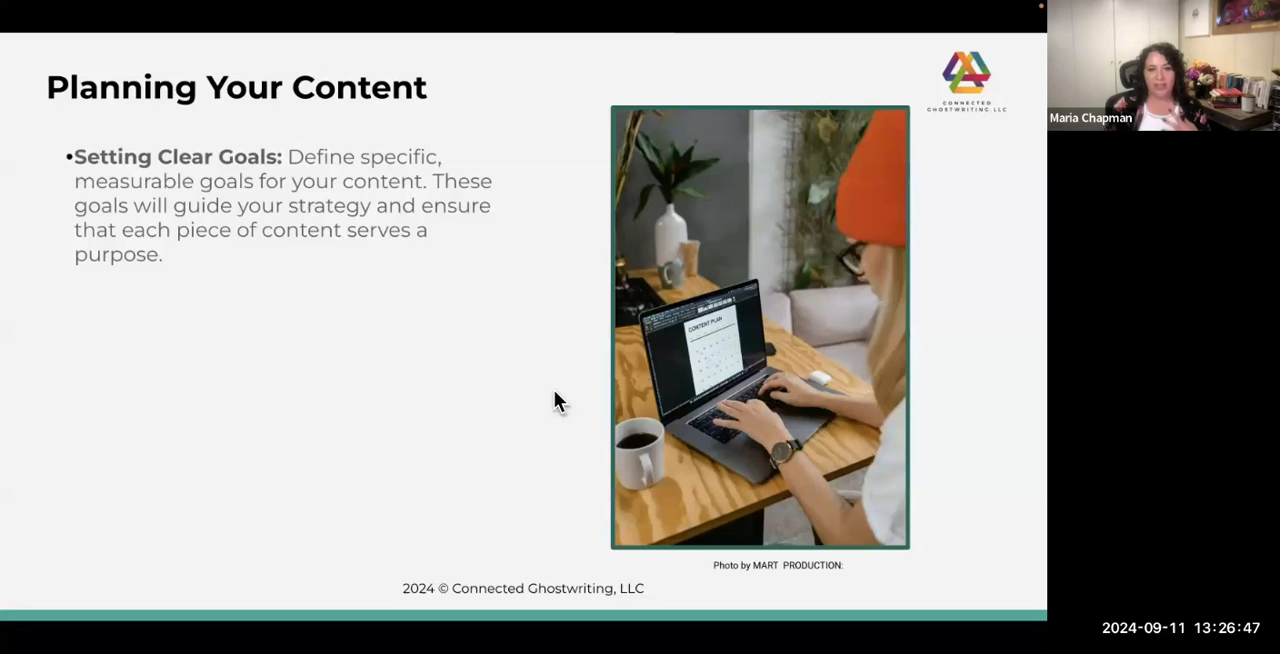 Planning Your Content
CONNECTED
GHOSTWRITING, LLC
Maria Chapman
•Setting Clear Goals: Define specific,
measurable goals for your content. These
goals will guide your strategy and ensure
that each piece of content serves a
purpose.
CONTENT PLAN
Photo by MART PRODUCTION:
2024 © Connected Ghostwriting, LLC
2024-09-11 13:26:47